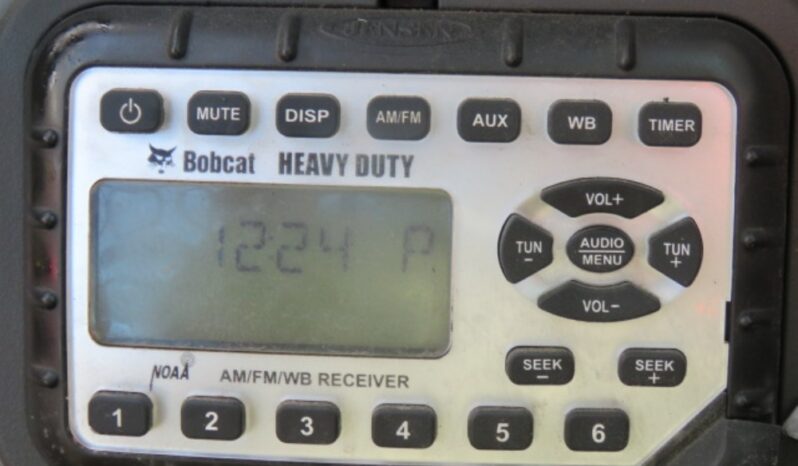 JENSEN
MUTE DISP AM/FM AUX WB TIMER
Bobcat HEAVY DUTY
12:24 P
VOL+
TUN - AUDIO MENU TUN +
VOL-
SEEK - SEEK +
NOAA AM/FM/WB RECEIVER
1 2 3 4 5 6